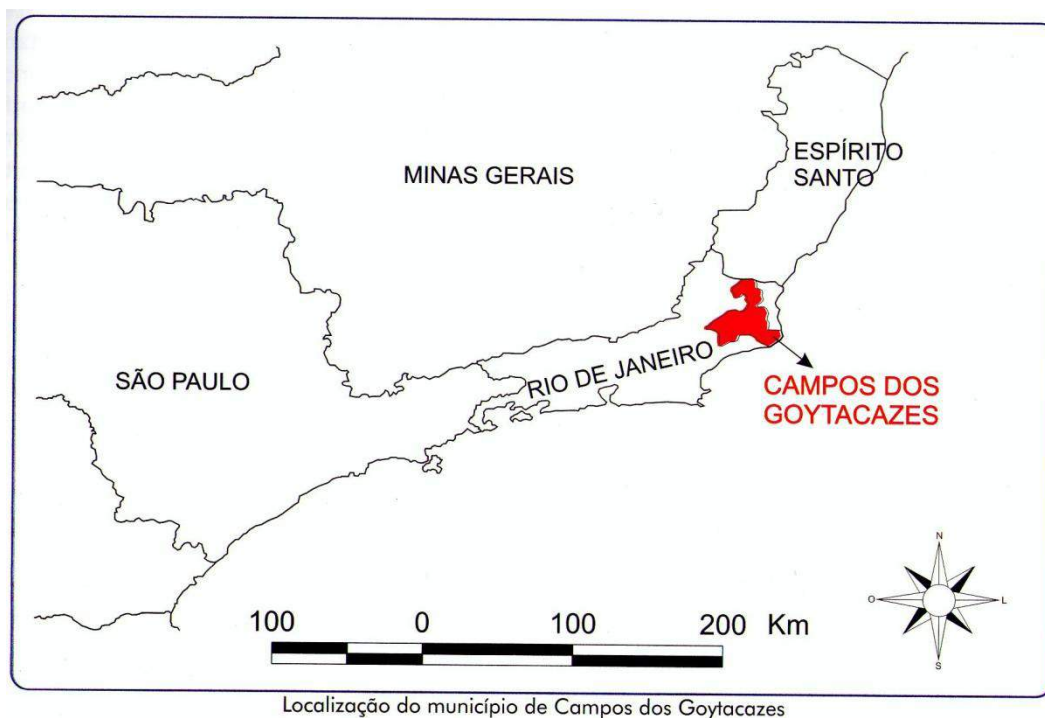 MINAS GERAIS
ESPÍRITO
SANTO
SÃO PAULO
RIO DE JANEIRO
CAMPOS DOS
GOYTACAZES
N
O
L
S
100 0 100 200 Km
Localização do município de Campos dos Goytacazes